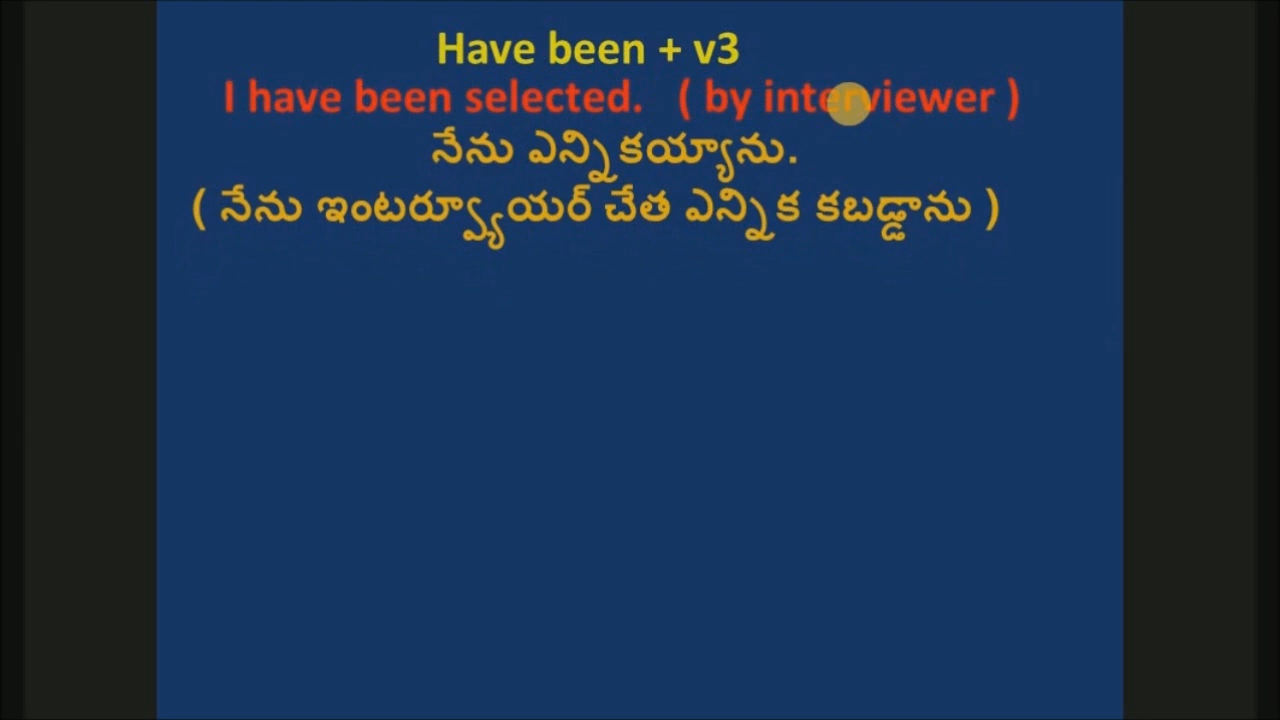 Have been + v3
I have been selected. ( by interviewer )
నేను ఎన్నికయ్యాను.
( నేను ఇంటర్వ్యూయర్ చేత ఎన్నిక కబడ్డాను )